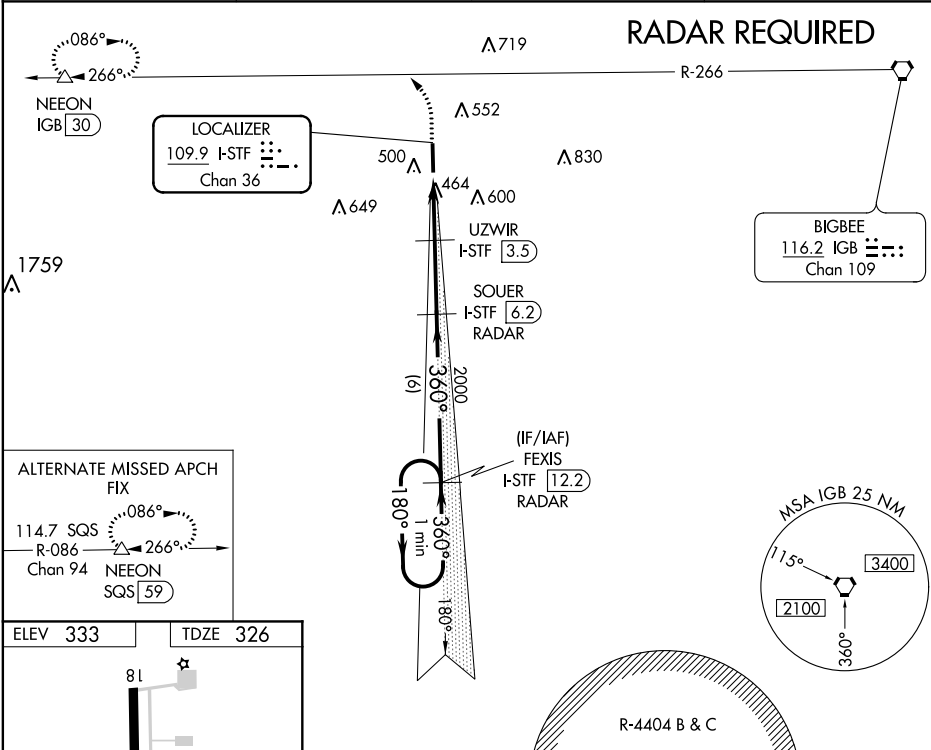 RADAR REQUIRED
086°
266°
NEEON
IGB 30
719
R-266
552
LOCALIZER
109.9 I-STF
Chan 36
500
830
464
649
600
UZWIR
I-STF 3.5
BIGBEE
116.2 IGB
Chan 109
1759
SOUER
I-STF 6.2
RADAR
360°
2000
(6)
(IF/IAF)
FEXIS
I-STF 12.2
RADAR
180°
1 min
360°
180°
ALTERNATE MISSED APCH
FIX
086°
114.7 SQS
R-086
266°
Chan 94
NEEON
SQS 59
MSA IGB 25 NM
115°
3400
2100
360°
ELEV 333
TDZE 326
18
R-4404 B & C